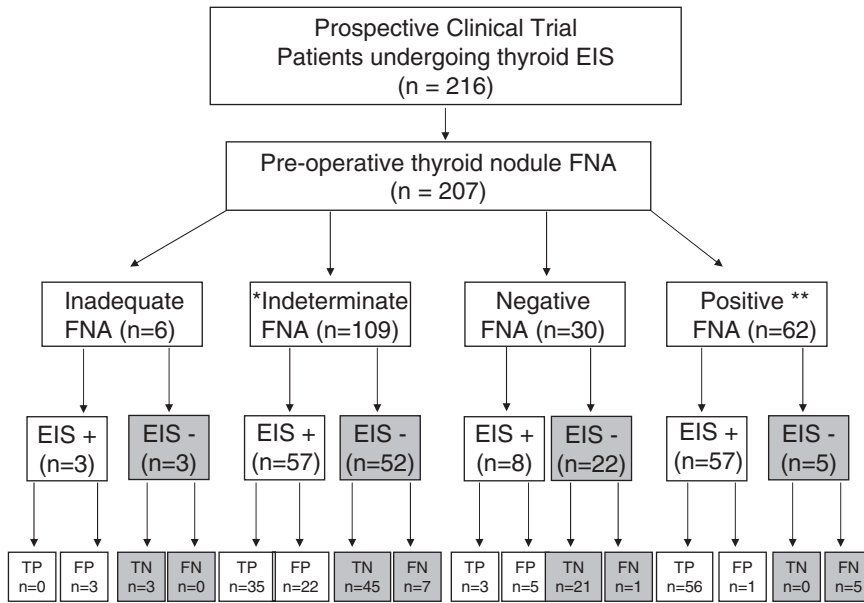 Prospective Clinical Trial
Patients undergoing thyroid EIS
(n = 216)
Pre-operative thyroid nodule FNA
(n = 207)
Inadequate
FNA (n=6)
*Indeterminate
FNA (n=109)
Negative
FNA (n=30)
Positive **
FNA (n=62)
EIS +
(n=3)
EIS -
(n=3)
EIS +
(n=57)
EIS -
(n=52)
EIS +
(n=8)
EIS -
(n=22)
EIS +
(n=57)
EIS -
(n=5)
TP
n=0
FP
n=3
TN
n=3
FN
n=0
TP
n=35
FP
n=22
TN
n=45
FN
n=7
TP
n=3
FP
n=5
TN
n=21
FN
n=1
TP
n=56
FP
n=1
TN
n=0
FN
n=5